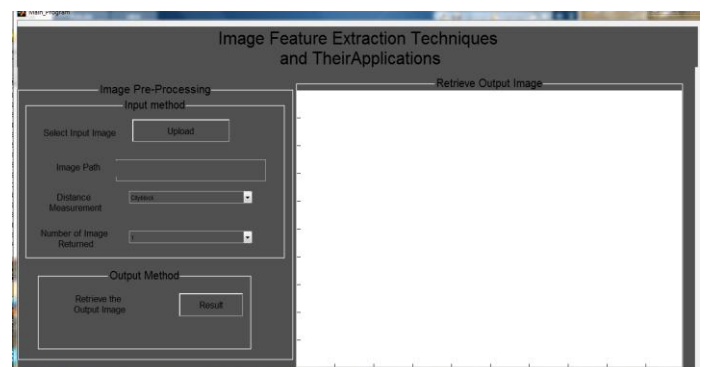 Main_Program
Image Feature Extraction Techniques
and TheirApplications
Image Pre-Processing
Input method
Select Input Image
Upload
Image Path
Distance
Measurement
Number of Image
Returned
1
Output Method
Retrieve the
Output Image
Result
Retrieve Output Image